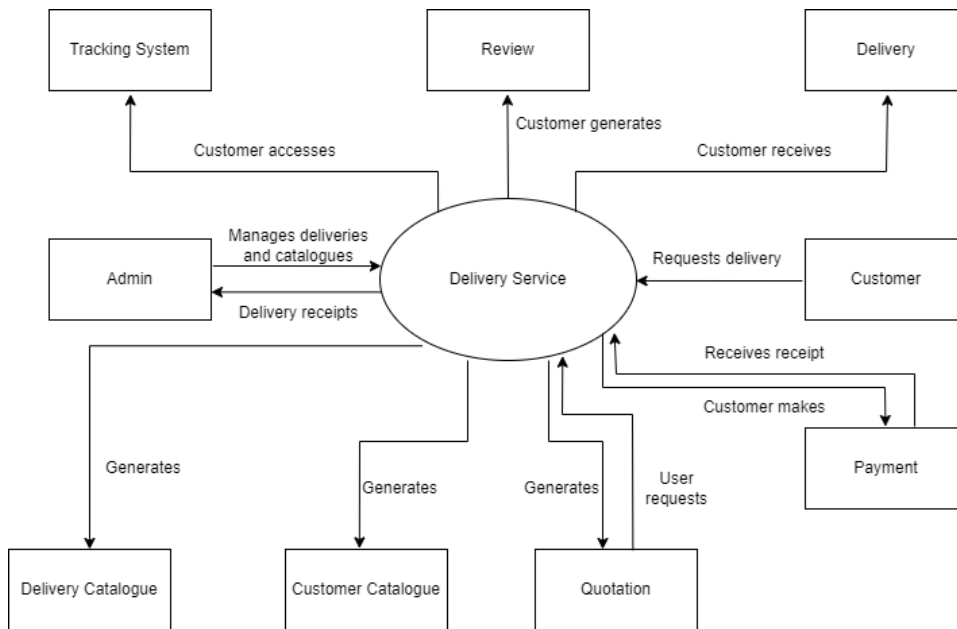 Tracking System
Review
Delivery
Customer generates
Customer accesses
Customer receives
Manages deliveries
and catalogues
Admin
Delivery Service
Requests delivery
Customer
Delivery receipts
Receives receipt
Customer makes
Payment
Generates
Generates
Generates
User
requests
Delivery Catalogue
Customer Catalogue
Quotation